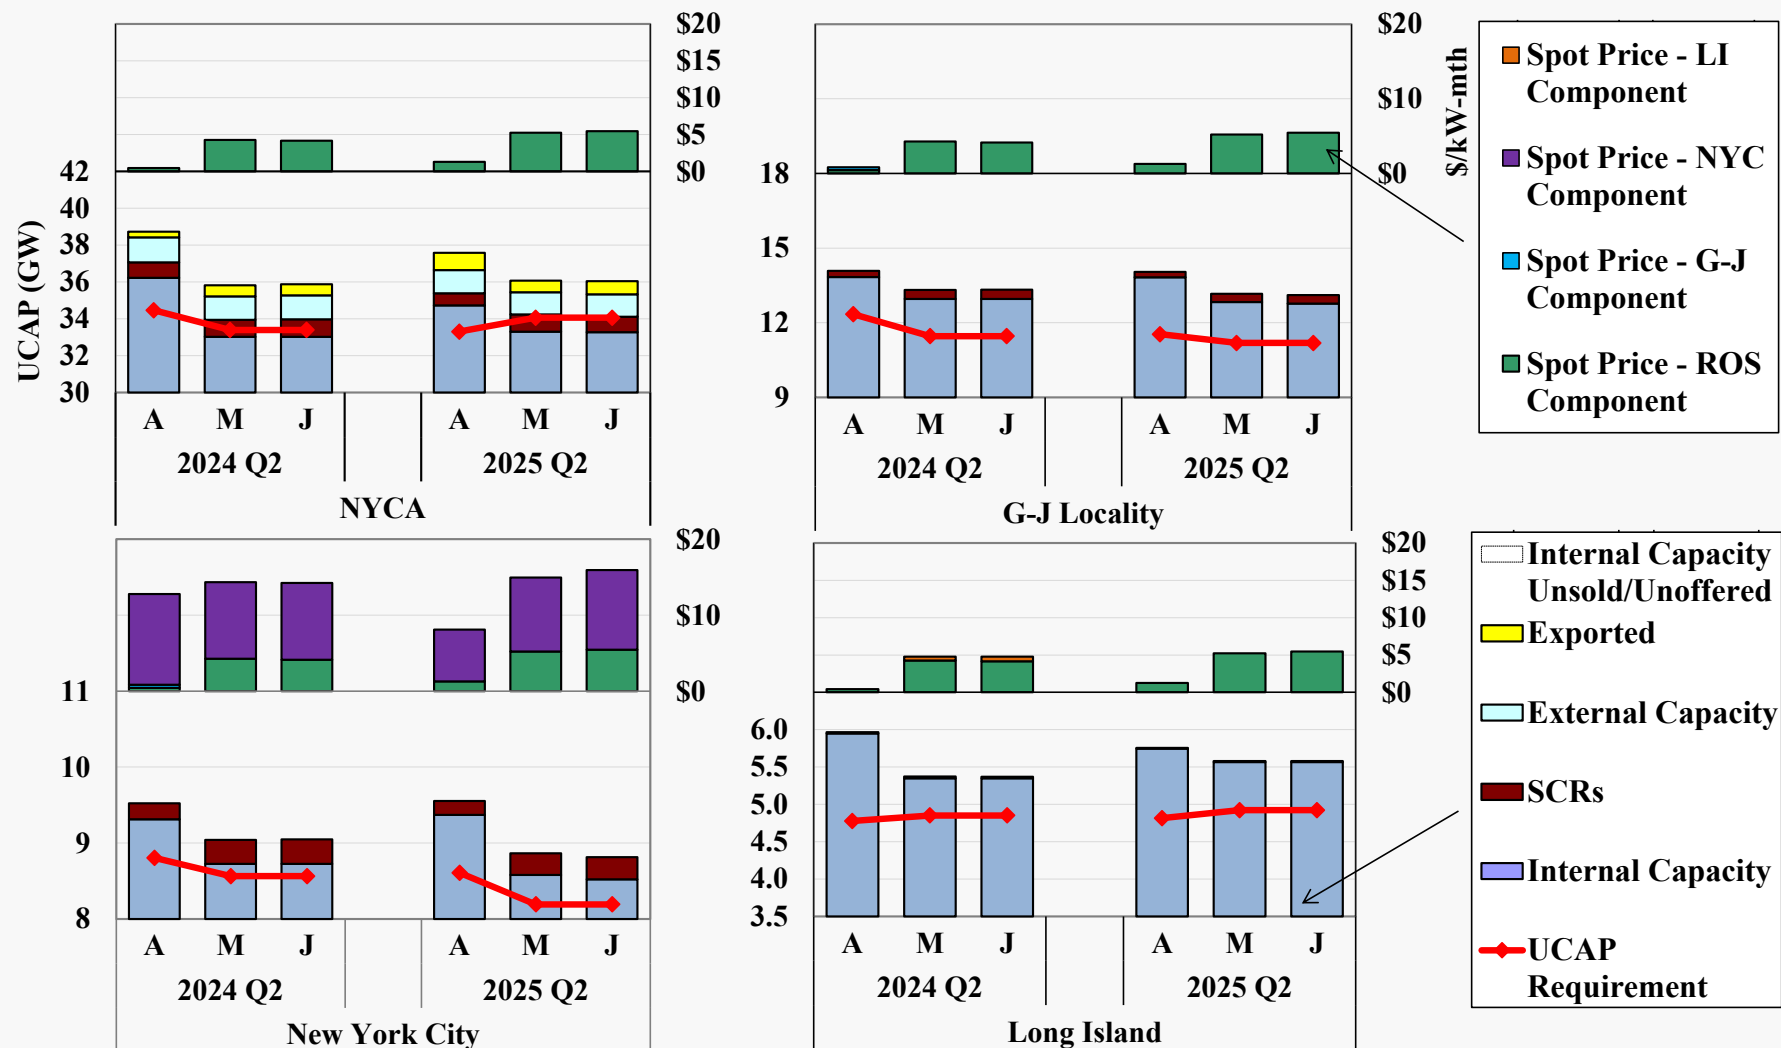 $20
$15
$10
$5
$0
42
40
38
36
34
32
30
UCAP (GW)
A M J A M J
2024 Q2 2025 Q2
NYCA
$20
$10
$0
$/kW-mth
18
15
12
9
A M J A M J
2024 Q2 2025 Q2
G-J Locality
Spot Price - LI
Component
Spot Price - NYC
Component
Spot Price - G-J
Component
Spot Price - ROS
Component
$20
$10
$0
11
10
9
8
A M J A M J
2024 Q2 2025 Q2
New York City
$20
$15
$10
$5
$0
6.0
5.5
5.0
4.5
4.0
3.5
A M J A M J
2024 Q2 2025 Q2
Long Island
Internal Capacity
Unsold/Unoffered
Exported
External Capacity
SCRs
Internal Capacity
UCAP
Requirement